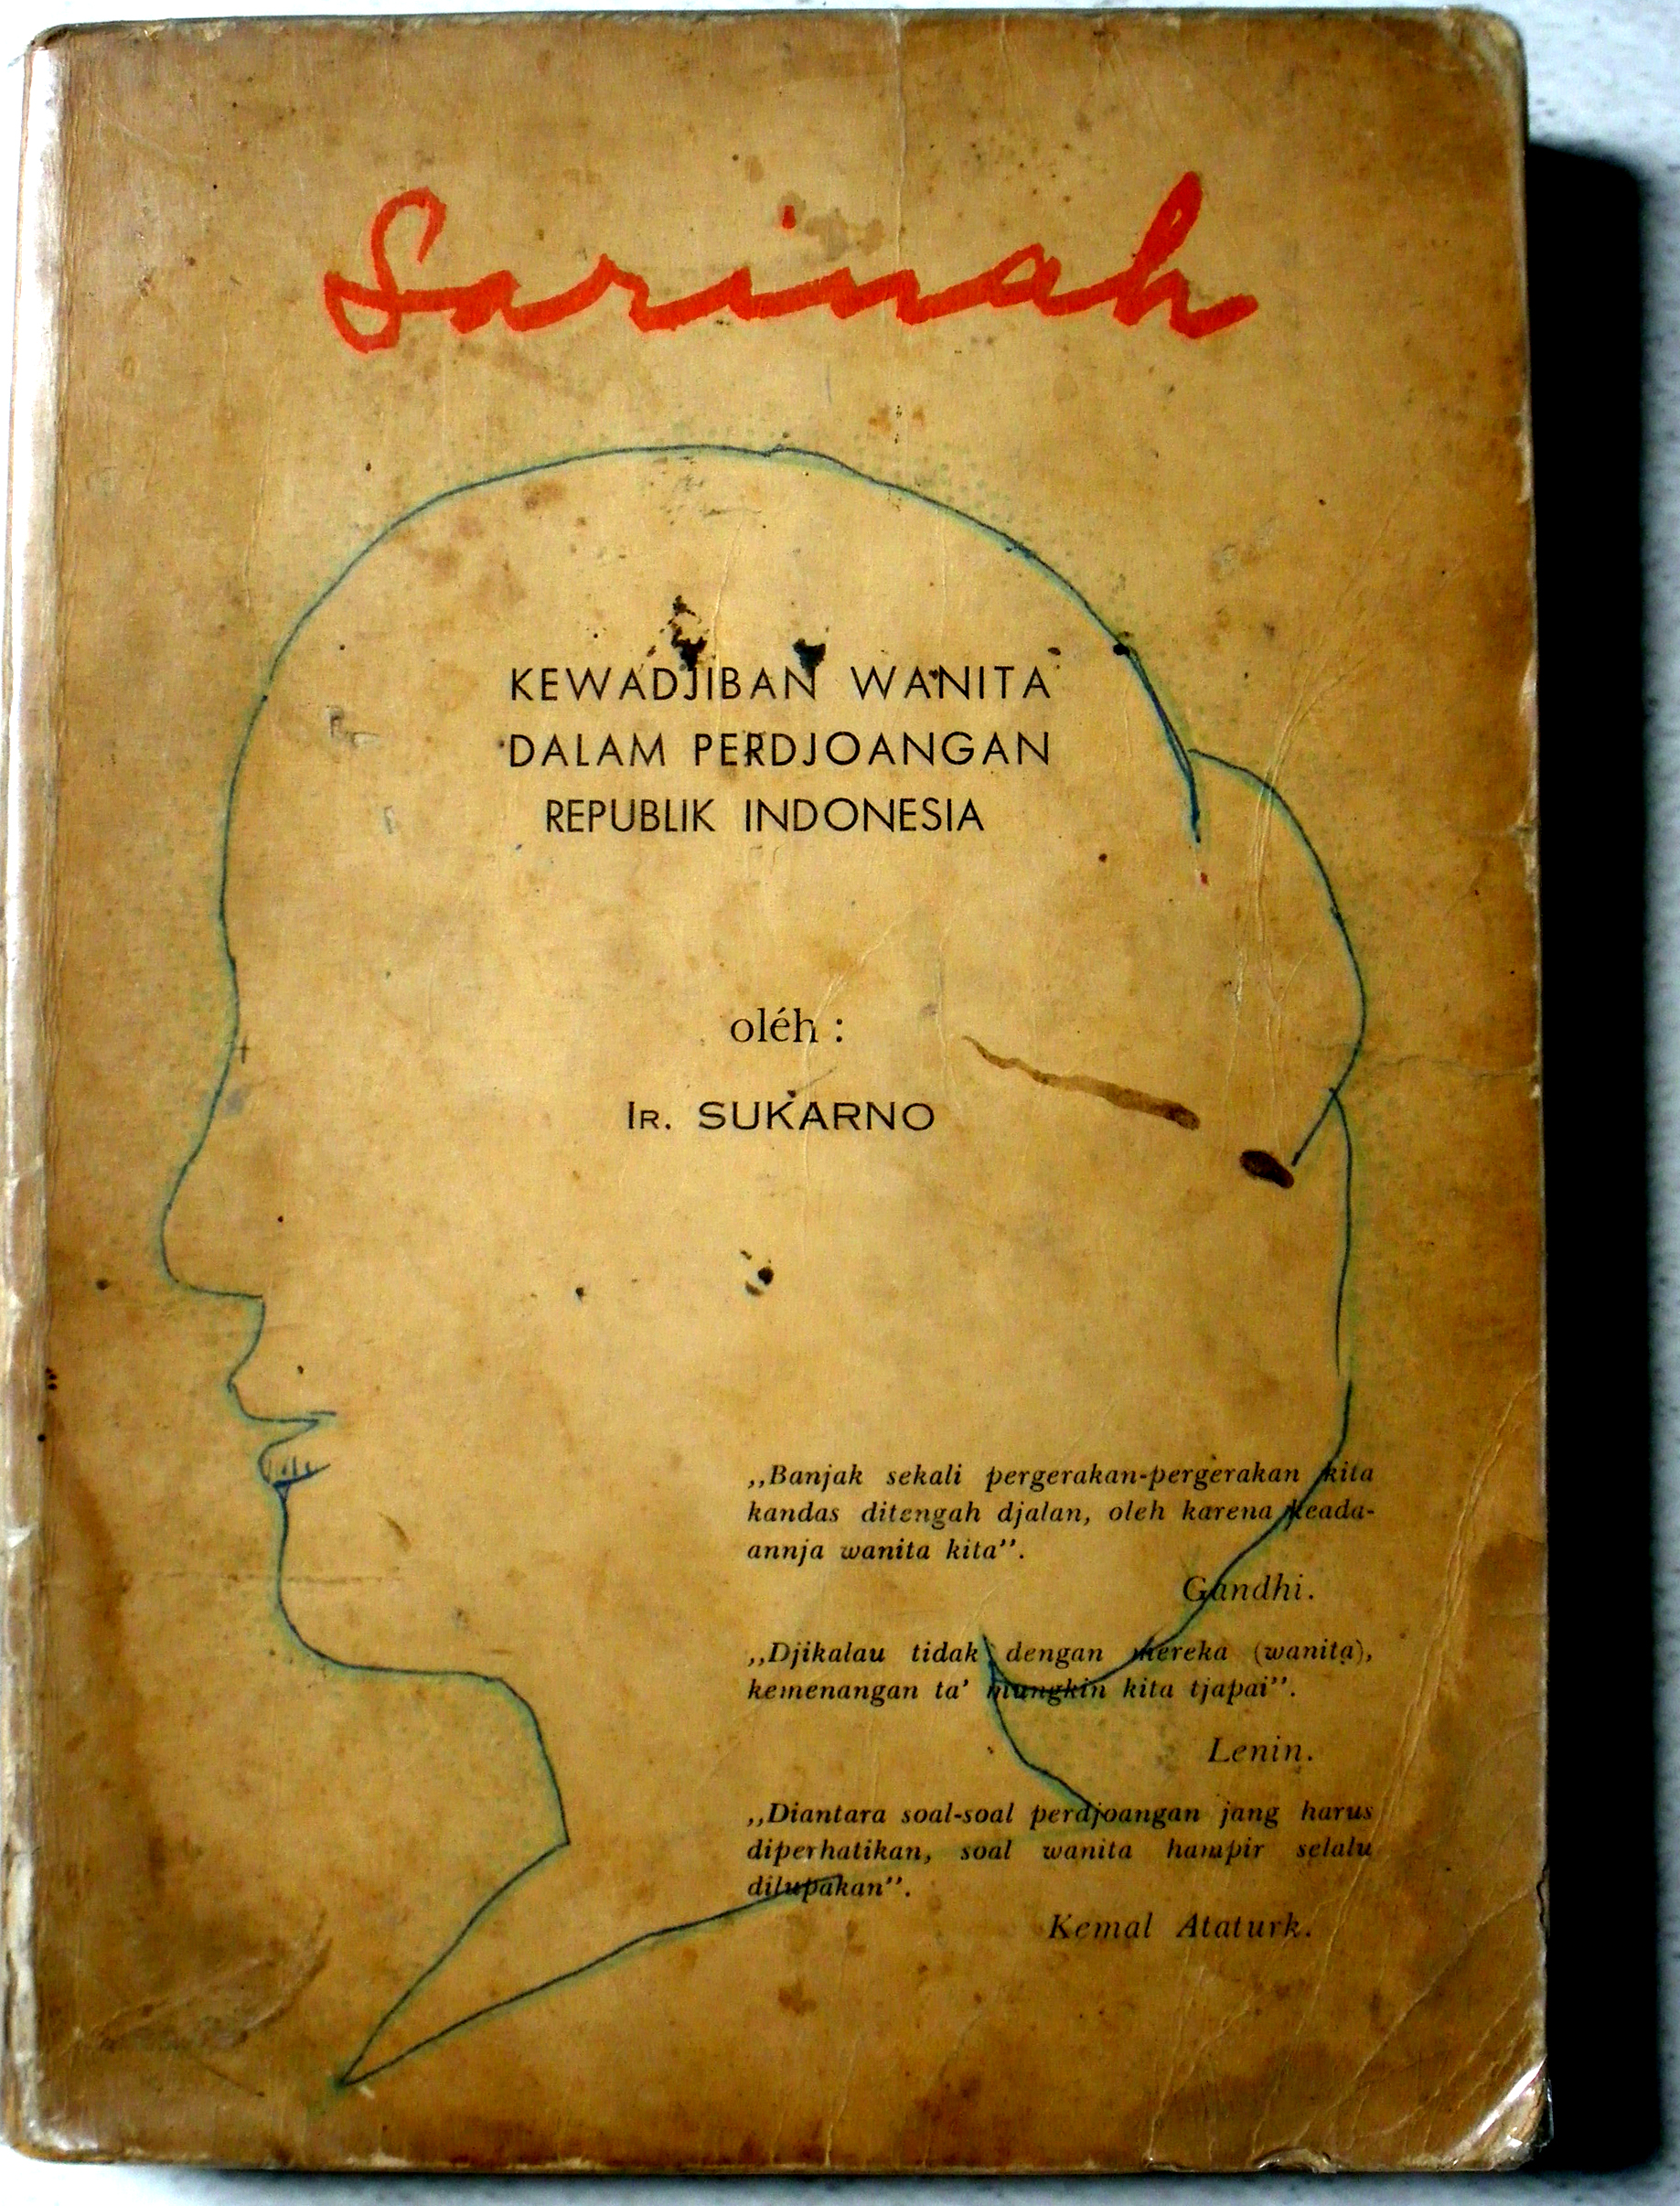 Sarinah
KEWADJIBAN WANITA
DALAM PERDJOANGAN
REPUBLIK INDONESIA
oléh :
IR. SUKARNO
,,Banjak sekali pergerakan-pergerakan kita
kandas ditengah djalan, oleh karena keada-
annja wanita kita”.
Gandhi.
,,Djikalau tidak dengan mereka (wanita),
kemenangan ta’ mungkin kita tjapai”.
Lenin.
,,Diantara soal-soal perdjoangan jang harus
diperhatikan, soal wanita hampir selalu
dilupakan”.
Kemal Ataturk.